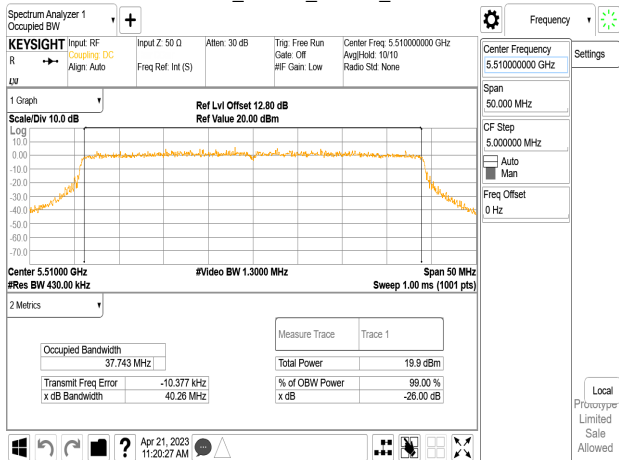 Spectrum Analyzer 1
Occupied BW
Frequency
KEYSIGHT
R
LXI
Input: RF
Coupling: DC
Align: Auto
Input Z: 50 Ω
Freq Ref: Int (S)
Atten: 30 dB
Trig: Free Run
Gate: Off
#IF Gain: Low
Center Freq: 5.510000000 GHz
Avg|Hold: 10/10
Radio Std: None
Center Frequency
5.510000000 GHz
Settings
Span
50.000 MHz
CF Step
5.000000 MHz
Auto
Man
Freq Offset
0 Hz
1 Graph
Ref Lvl Offset 12.80 dB
Scale/Div 10.0 dB
Ref Value 20.00 dBm
Log
10.0
0.00
-10.0
-20.0
-30.0
-40.0
-50.0
-60.0
-70.0
Center 5.51000 GHz
#Video BW 1.3000 MHz
Span 50 MHz
#Res BW 430.00 kHz
Sweep 1.00 ms (1001 pts)
2 Metrics
Measure Trace
Trace 1
Occupied Bandwidth
37.743 MHz
Total Power
19.9 dBm
Transmit Freq Error
-10.377 kHz
% of OBW Power
99.00 %
x dB Bandwidth
40.26 MHz
x dB
-26.00 dB
Local
Prototype
Limited
Sale
Allowed
?
Apr 21, 2023
11:20:27 AM